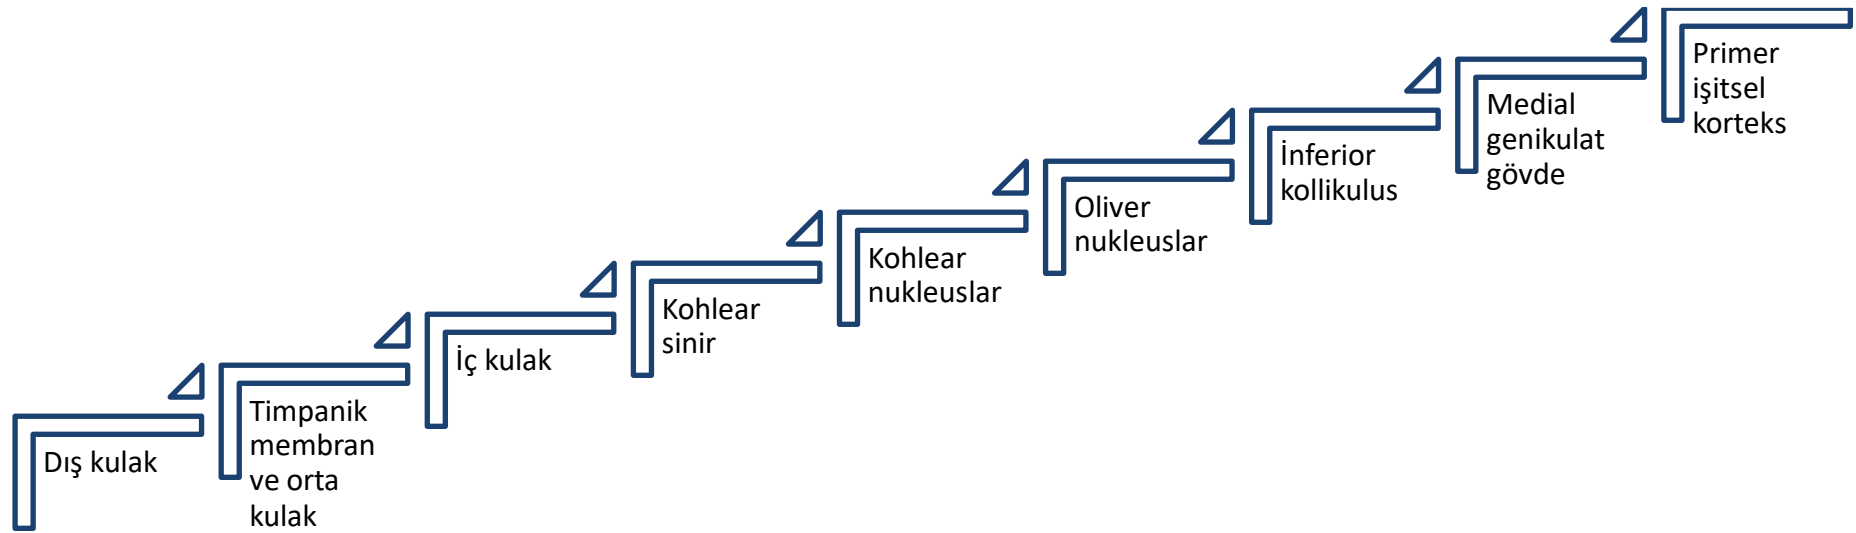 Dış kulak
Timpanik
membran
ve orta
kulak
İç kulak
Kohlear
sinir
Kohlear
nukleuslar
Oliver
nukleuslar
İnferior
kollikulus
Medial
genikulat
gövde
Primer
işitsel
korteks